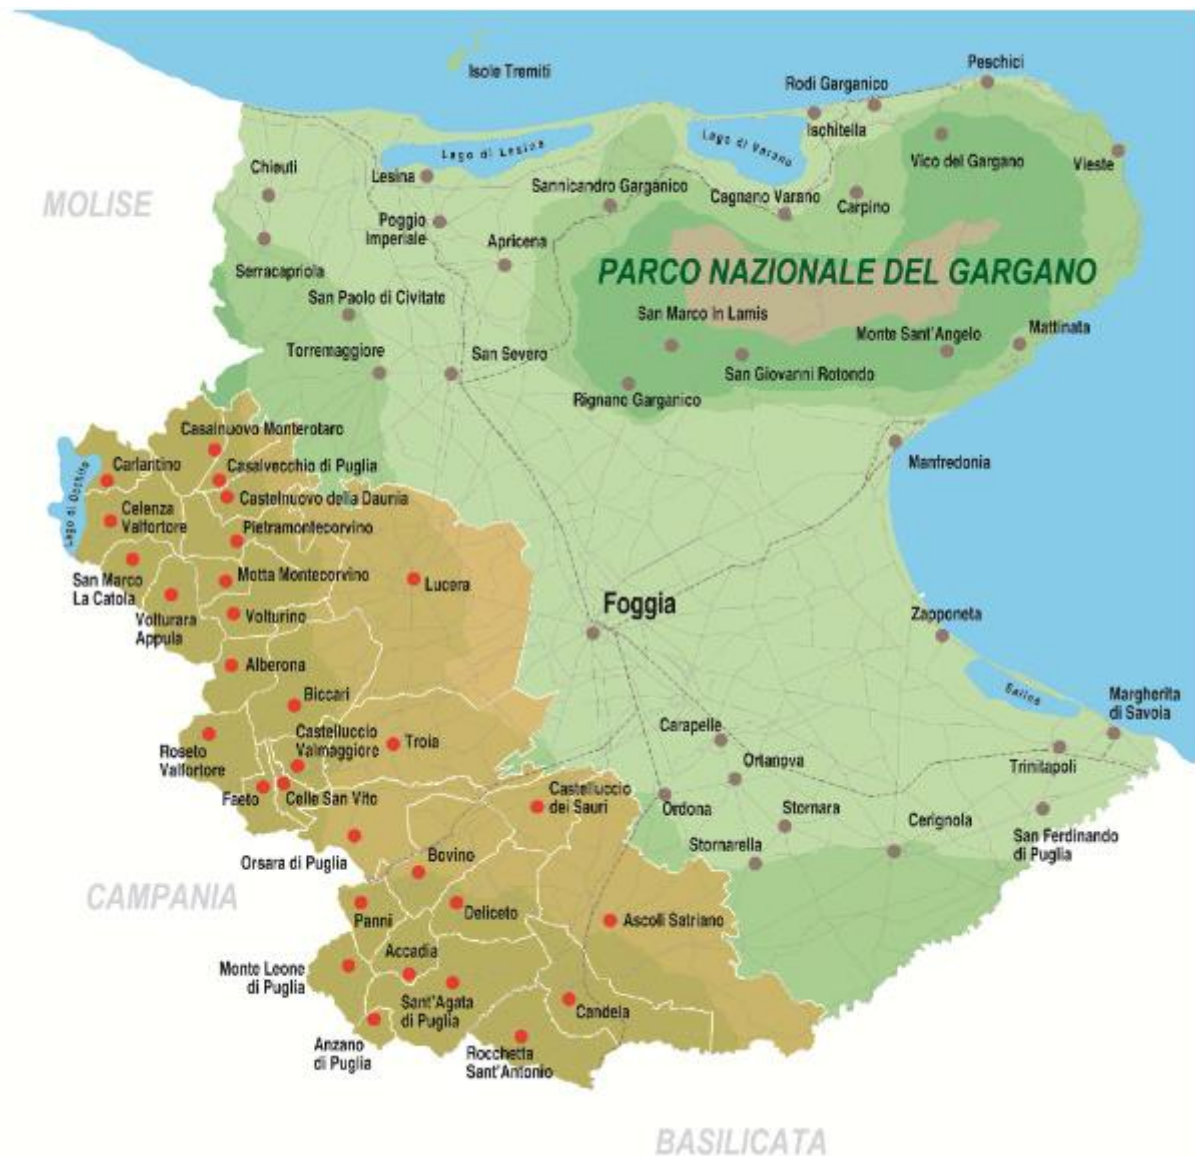 Isole Tremiti
Peschici
Rodi Garganico
Ischitella
Lago di Lesina
Lago di Varano
Vico del Gargano
Vieste
Chieuti
Lesina
Sannicandro Garganico
Cagnano Varano
Carpino
MOLISE
Poggio
Imperiale
Apricena
Serracapriola
PARCO NAZIONALE DEL GARGANO
San Paolo di Civitate
San Marco in Lamis
Monte Sant'Angelo
Mattinata
Torremaggiore
San Severo
San Giovanni Rotondo
Rignano Garganico
Casalnuovo Monterotaro
Manfredonia
Carlantino
Casalvecchio di Puglia
Lago di Occhito
Castelnuovo della Daunia
Celenza
Valfortore
Pietramontecorvino
San Marco
La Catola
Motta Montecorvino
Lucera
Foggia
Volturara
Appula
Volturino
Zapponeta
Alberona
Biccari
Saline
Margherita
di Savoia
Castelluccio
Valmaggiore
Troia
Carapelle
Roseto
Valfortore
Ortanova
Trinitapoli
Faeto
Celle San Vito
Castelluccio
dei Sauri
Ordona
Stornara
Cerignola
San Ferdinando
di Puglia
Orsara di Puglia
Bovino
Stornarella
CAMPANIA
Panni
Deliceto
Ascoli Satriano
Accadia
Monte Leone
di Puglia
Sant'Agata
di Puglia
Candela
Anzano
di Puglia
Rocchetta
Sant'Antonio
BASILICATA